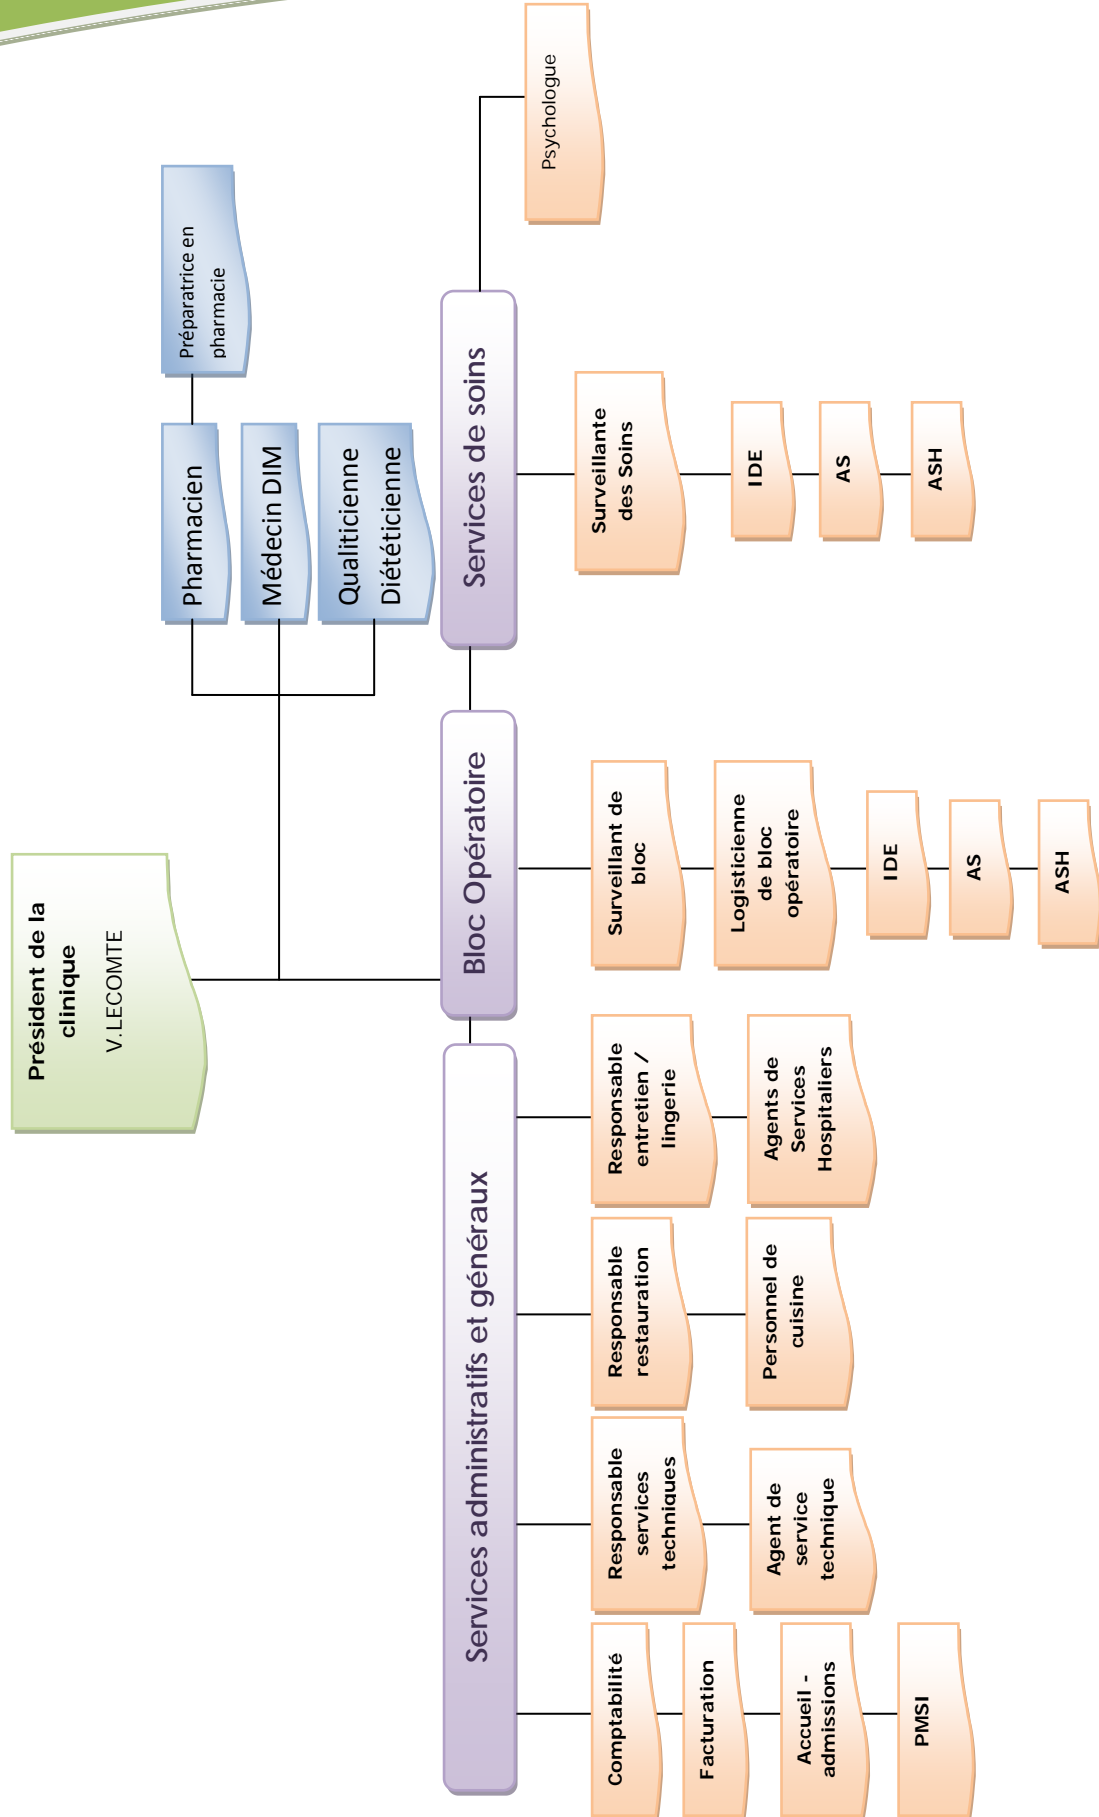 Président de la
clinique
V.LECOMTE
Pharmacien
Préparatrice en
pharmacie
Médecin DIM
Qualiticienne
Diététicienne
Services administratifs et généraux
Bloc Opératoire
Services de soins
Comptabilité
Facturation
Accueil -
admissions
PMSI
Responsable
services
techniques
Agent de
service
technique
Responsable
restauration
Personnel de
cuisine
Responsable
entretien /
lingerie
Agents de
Services
Hospitaliers
Surveillant de
bloc
Logisticienne
de bloc
opératoire
IDE
AS
ASH
Surveillante
des Soins
IDE
AS
ASH
Psychologue